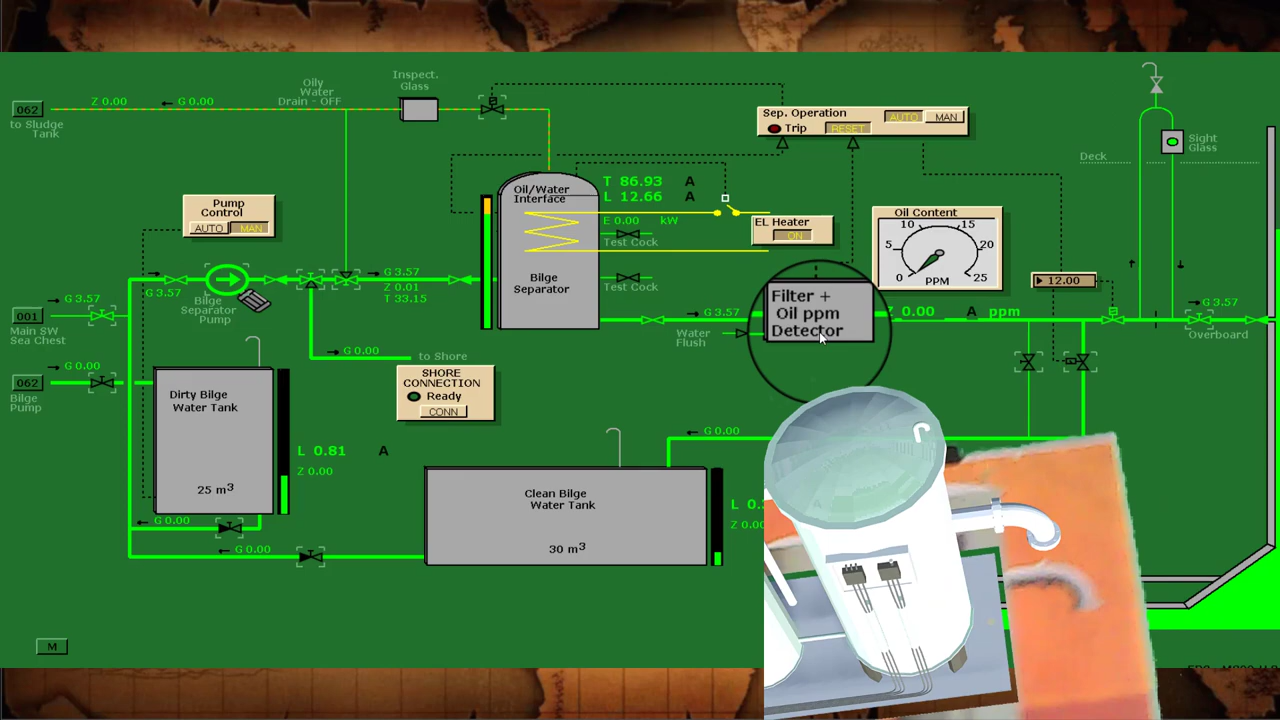 Oily
Water
Drain - OFF
Inspect.
Glass
062
Z 0.00
← G 0.00
to Sludge
Tank
Sep. Operation
AUTO
MAN
Trip
RESET
Sight
Glass
Deck
Pump
Control
AUTO
MAN
Oil/Water
Interface
T 86.93 A
L 12.66 A
E 0.00 kW
Test Cock
EL Heater
ON
Oil Content
0
5
10
15
20
25
PPM
G 3.57
Bilge
Separator
Pump
G 3.57
Z 0.01
T 33.15
Bilge
Separator
Test Cock
12.00
001
G 3.57
Main SW
Sea Chest
G 3.57
Water
Flush
Filter +
Oil ppm
Detector
Z 0.00 A ppm
G 3.57
Overboard
G 0.00
to Shore
062
G 0.00
Bilge
Pump
SHORE
CONNECTION
Ready
CONN
Dirty Bilge
Water Tank
25 m3
L 0.81 A
Z 0.00
G 0.00
G 0.00
Clean Bilge
Water Tank
30 m3
Z 0.00
G 0.00
M